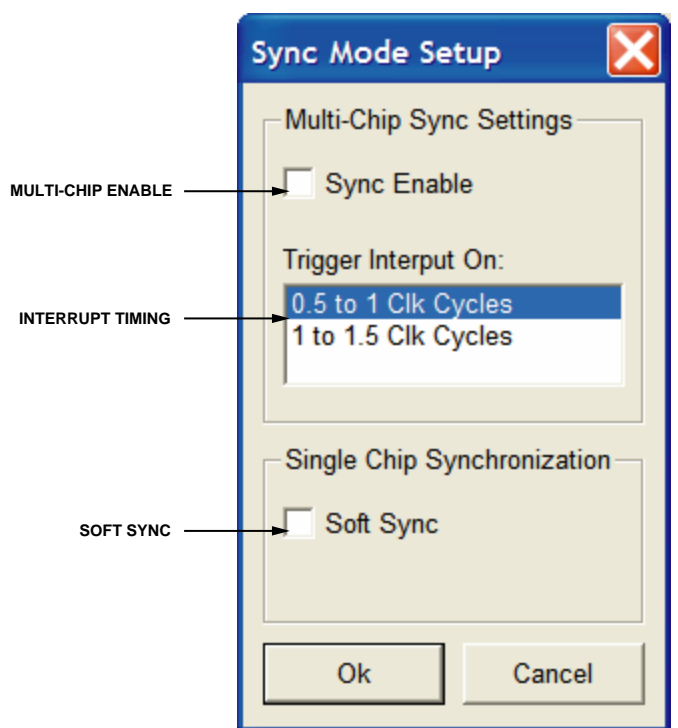 Sync Mode Setup
Multi-Chip Sync Settings
MULTI-CHIP ENABLE
Sync Enable
Trigger Interput On:
INTERRUPT TIMING
0.5 to 1 Clk Cycles
1 to 1.5 Clk Cycles
Single Chip Synchronization
SOFT SYNC
Soft Sync
Ok
Cancel